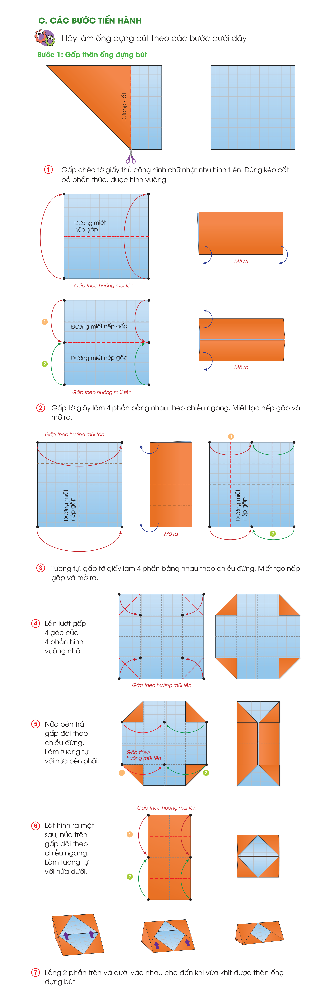 C. CÁC BƯỚC TIẾN HÀNH
Hãy làm ống đựng bút theo các bước dưới đây.
Bước 1: Gấp thân ống đựng bút
Đường cắt
1 Gấp chéo tờ giấy thủ công hình chữ nhật như hình trên. Dùng kéo cắt
bỏ phần thừa, được hình vuông.
Đường miết
nếp gấp
Mở ra
Gấp theo hướng mũi tên
1
Đường miết nếp gấp
Đường miết nếp gấp
2
Mở ra
Gấp theo hướng mũi tên
2 Gấp tờ giấy làm 4 phần bằng nhau theo chiều ngang. Miết tạo nếp gấp và
mở ra.
Gấp theo hướng mũi tên
1
Đường miết
nếp gấp
Đường miết
nếp gấp
Mở ra
2
3 Tương tự, gấp tờ giấy làm 4 phần bằng nhau theo chiều đứng. Miết tạo nếp
gấp và mở ra.
4 Lần lượt gấp
4 góc của
4 phần hình
vuông nhỏ.
Gấp theo hướng mũi tên
5 Nửa bên trái
gấp đôi theo
chiều đứng.
Làm tương tự
với nửa bên phải.
Gấp theo
hướng mũi tên
1
2
Gấp theo hướng mũi tên
6 Lật hình ra mặt
sau, nửa trên
gấp đôi theo
chiều ngang.
Làm tương tự
với nửa dưới.
1
2
7 Lồng 2 phần trên và dưới vào nhau cho đến khi vừa khít được thân ống
đựng bút.